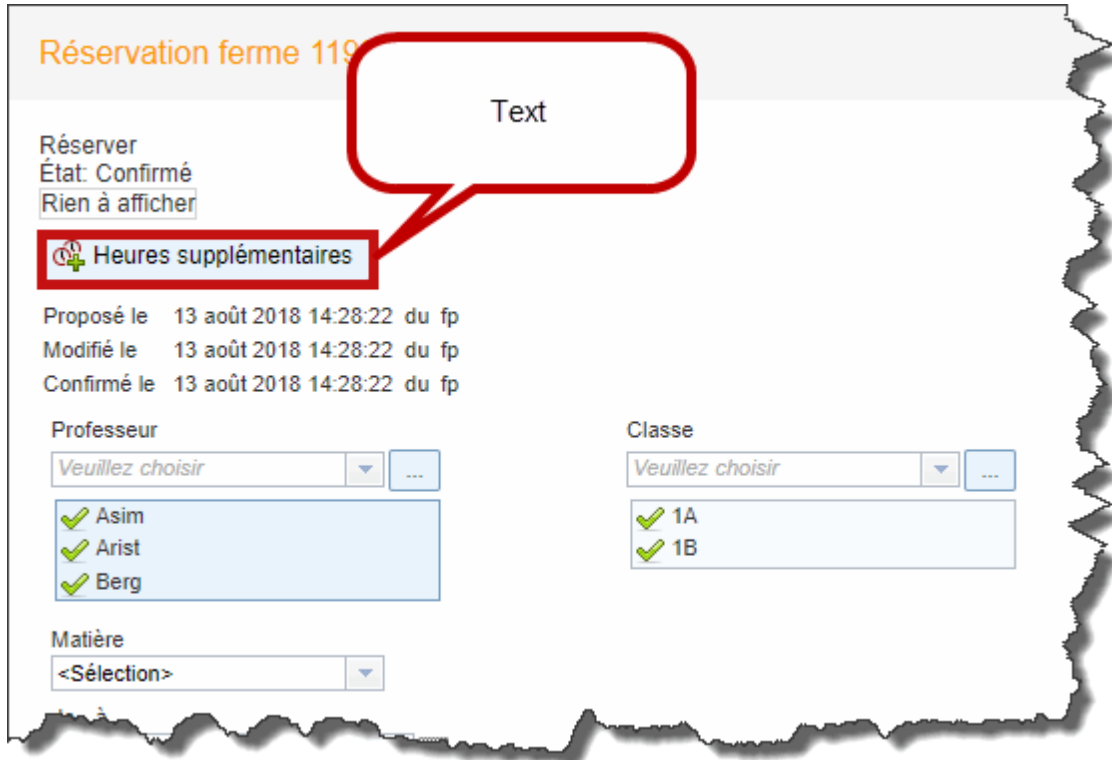 Réservation ferme 119
Text
Réserver
État: Confirmé
Rien à afficher
Heures supplémentaires
Proposé le 13 août 2018 14:28:22 du fp
Modifié le 13 août 2018 14:28:22 du fp
Confirmé le 13 août 2018 14:28:22 du fp
Professeur
Veuillez choisir
...
Asim
Arist
Berg
Classe
Veuillez choisir
...
1A
1B
Matière
<Sélection>